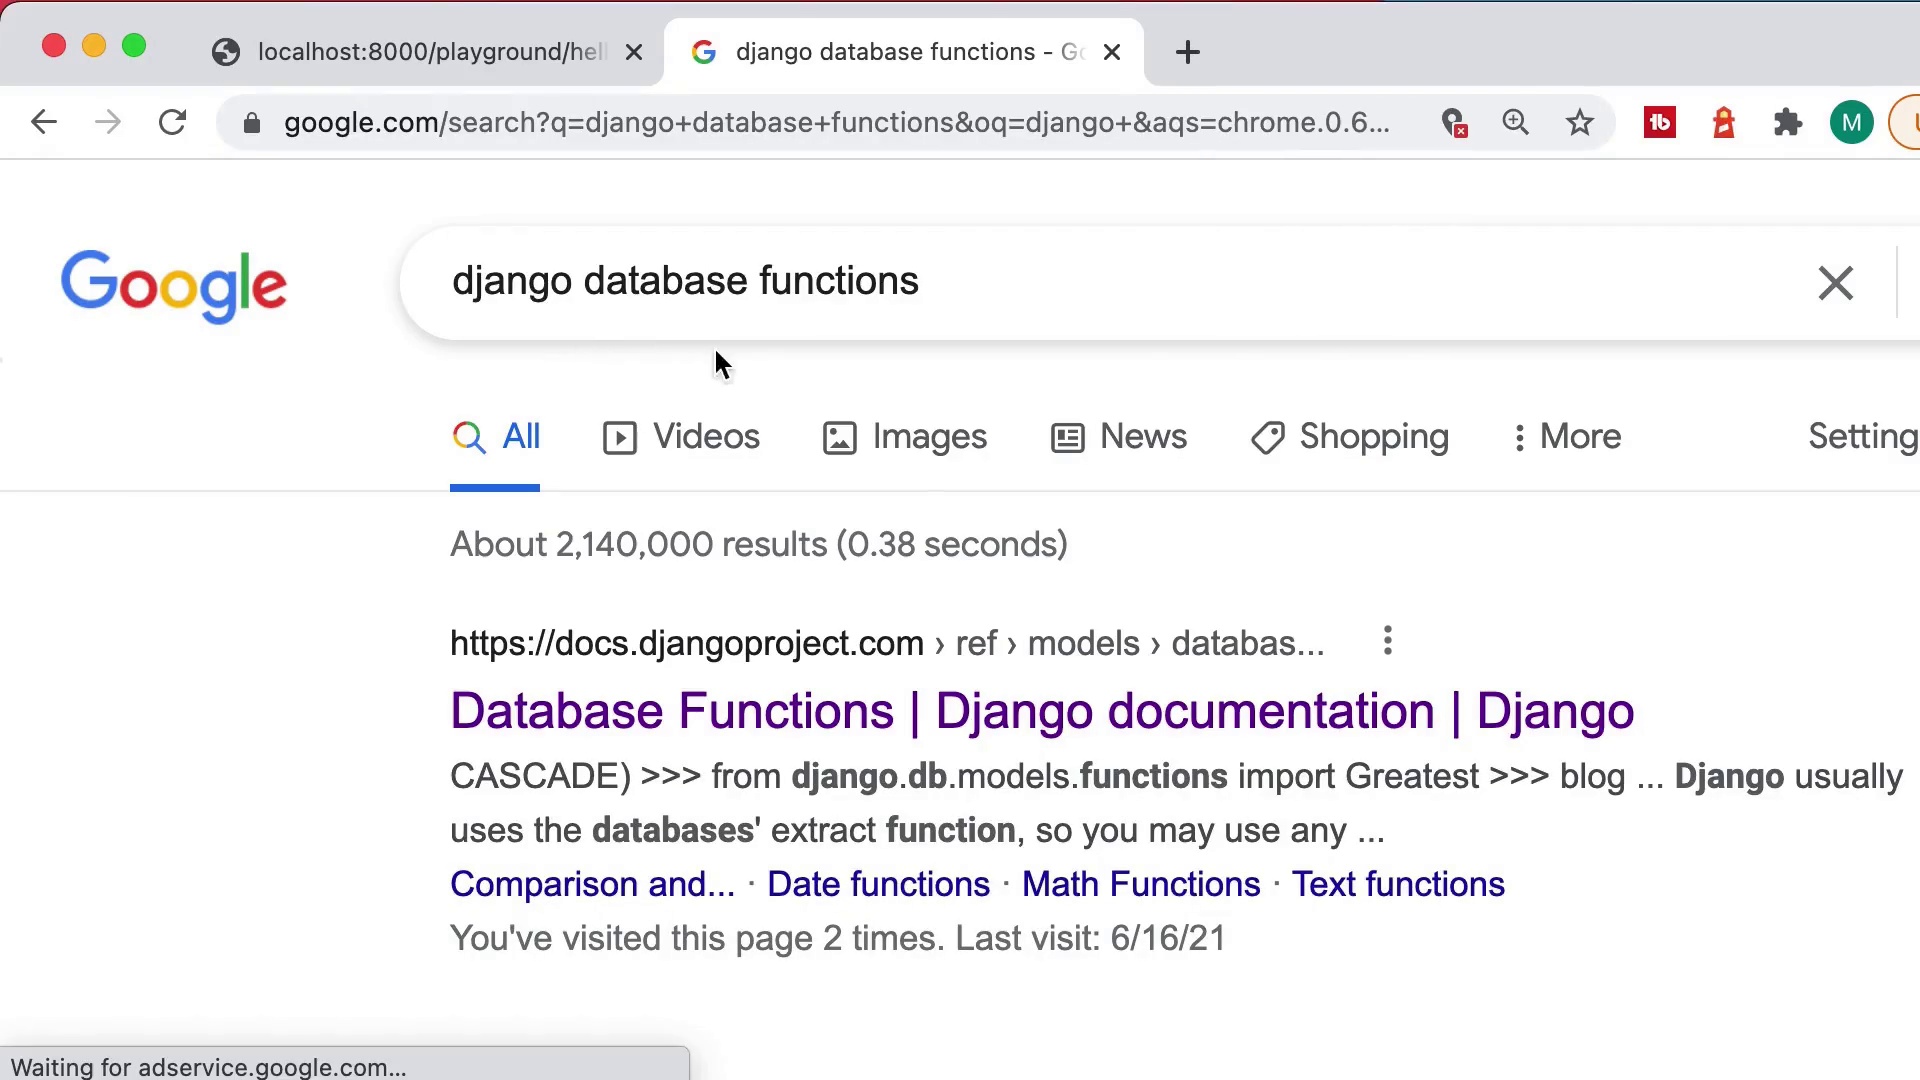 localhost:8000/playground/hell
django database functions - Go
google.com/search?q=django+database+functions&oq=django+&aqs=chrome.0.6...
M
Google
django database functions
All
Videos
Images
News
Shopping
More
Setting
About 2,140,000 results (0.38 seconds)
https://docs.djangoproject.com › ref › models › databas...
Database Functions | Django documentation | Django
CASCADE) >>> from django.db.models.functions import Greatest >>> blog ... Django usually
uses the databases' extract function, so you may use any ...
Comparison and... · Date functions · Math Functions · Text functions
You've visited this page 2 times. Last visit: 6/16/21
Waiting for adservice.google.com...